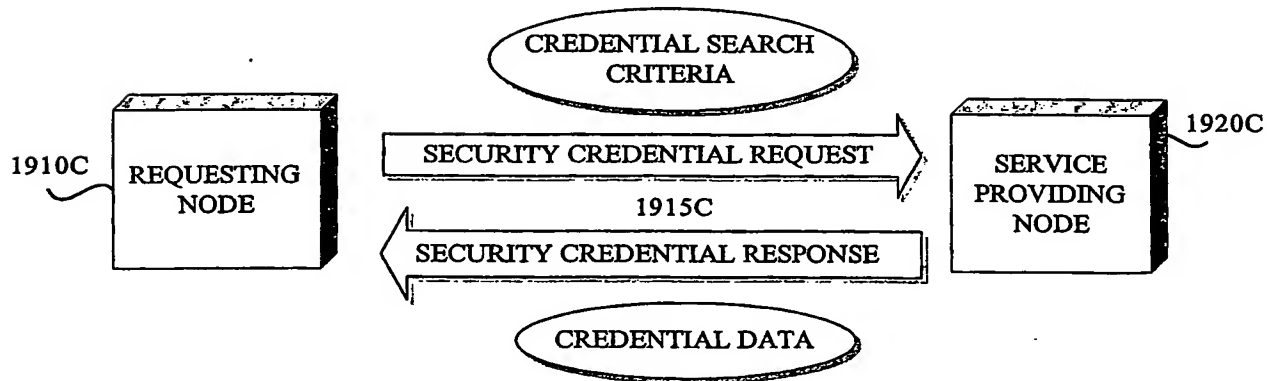 CREDENTIAL SEARCH
CRITERIA
1910C
REQUESTING
NODE
SECURITY CREDENTIAL REQUEST
1915C
SECURITY CREDENTIAL RESPONSE
CREDENTIAL DATA
SERVICE
PROVIDING
NODE
1920C